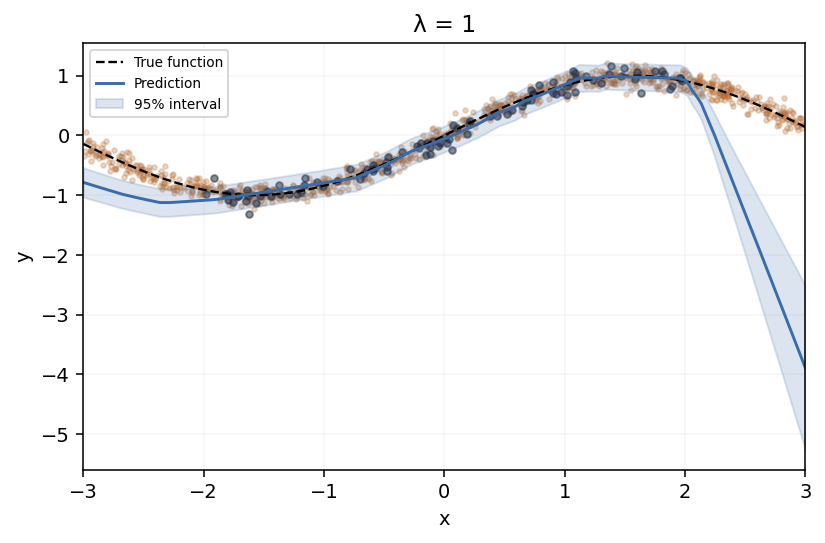 λ = 1
True function
Prediction
95% interval
y
1
0
−1
−2
−3
−4
−5
−3 −2 −1 0 1 2 3
x